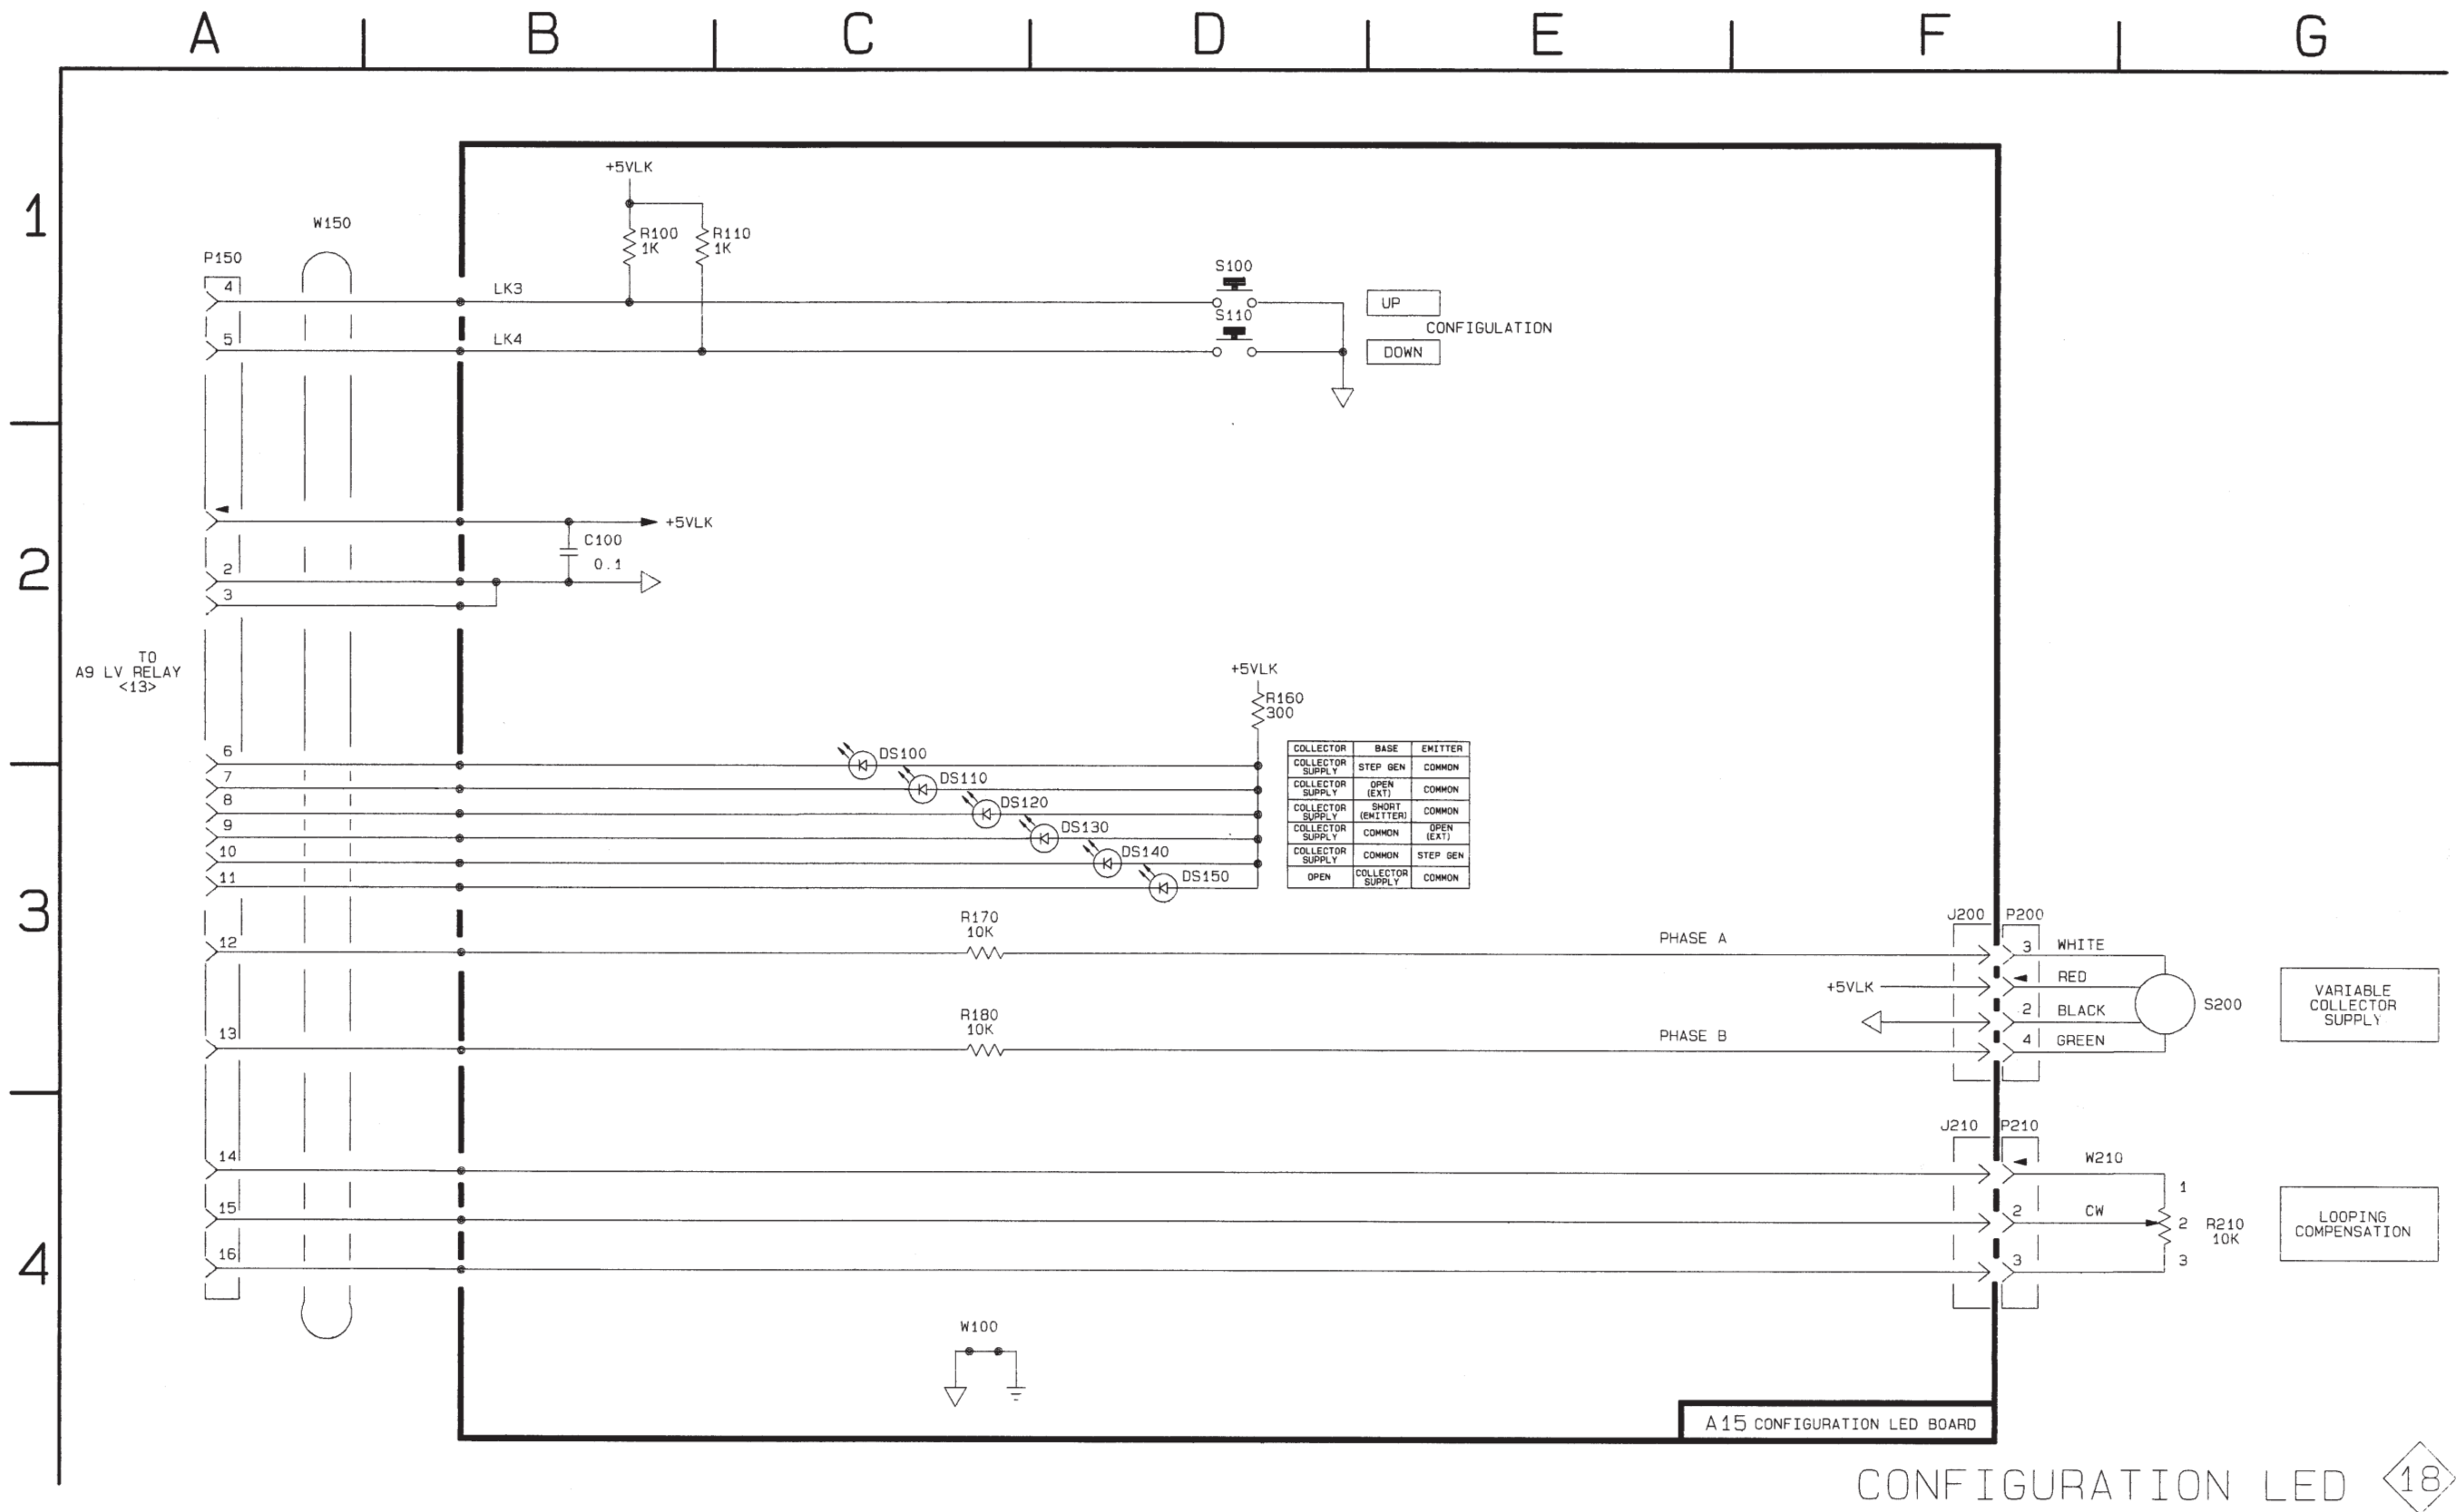 A B C D E F G
1
+5VLK
W150
R100 R110
1K 1K
P150
S100
4 LK3
UP
S110
CONFIGULATION
5 LK4
DOWN
2
+5VLK
C100
0.1
2
3
TO
A9 LV RELAY
<13>
+5VLK
R160
300
6 DS100
7 DS110
8 DS120
9 DS130
10 DS140
11 DS150
COLLECTOR BASE EMITTER
COLLECTOR SUPPLY STEP GEN COMMON
COLLECTOR SUPPLY OPEN (EXT) COMMON
COLLECTOR SUPPLY SHORT (EMITTER) COMMON
COLLECTOR SUPPLY COMMON OPEN (EXT)
COLLECTOR SUPPLY COMMON STEP GEN
OPEN COLLECTOR SUPPLY COMMON
3
R170
10K
J200 P200
12 PHASE A 3 WHITE
+5VLK RED
2 BLACK
S200
VARIABLE
COLLECTOR
SUPPLY
R180
10K
13 PHASE B 4 GREEN
J210 P210
14 W210
1
15 2 CW 2 R210
10K
LOOPING
COMPENSATION
4
16 3 3
W100
A15 CONFIGURATION LED BOARD
CONFIGURATION LED 18